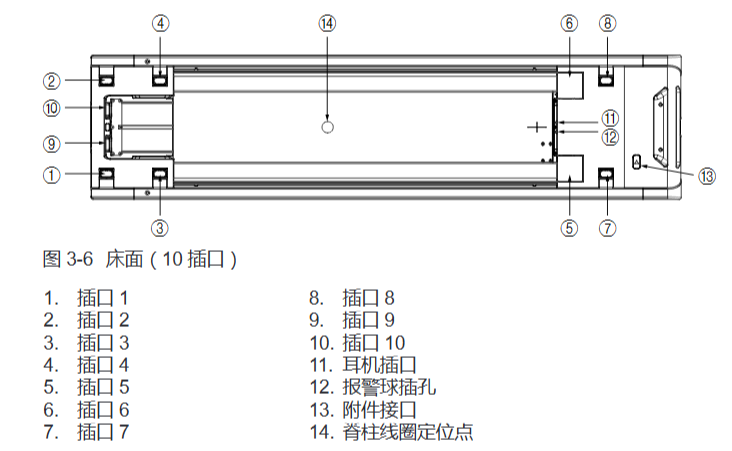 ④ ⑭ ⑥ ⑧
②
⑩
⑪
⑨ ⑫
① ⑬
③ ⑤ ⑦
图 3-6 床面（10 插口）
1. 插口 1
2. 插口 2
3. 插口 3
4. 插口 4
5. 插口 5
6. 插口 6
7. 插口 7
8. 插口 8
9. 插口 9
10. 插口 10
11. 耳机插口
12. 报警球插孔
13. 附件接口
14. 脊柱线圈定位点